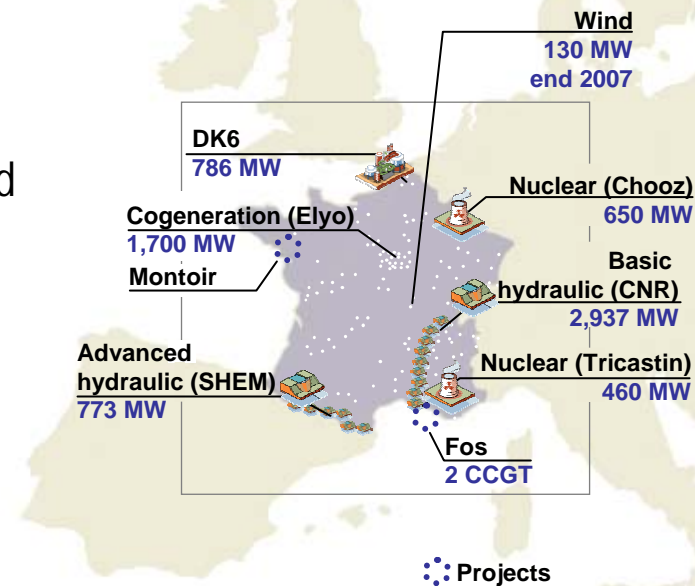 Wind
130 MW
end 2007
DK6
786 MW
d
Nuclear (Chooz)
650 MW
Cogeneration (Elyo)
1,700 MW
Montoir
Basic
hydraulic (CNR)
2,937 MW
Advanced
hydraulic (SHEM)
773 MW
Nuclear (Tricastin)
460 MW
Fos
2 CCGT
Projects